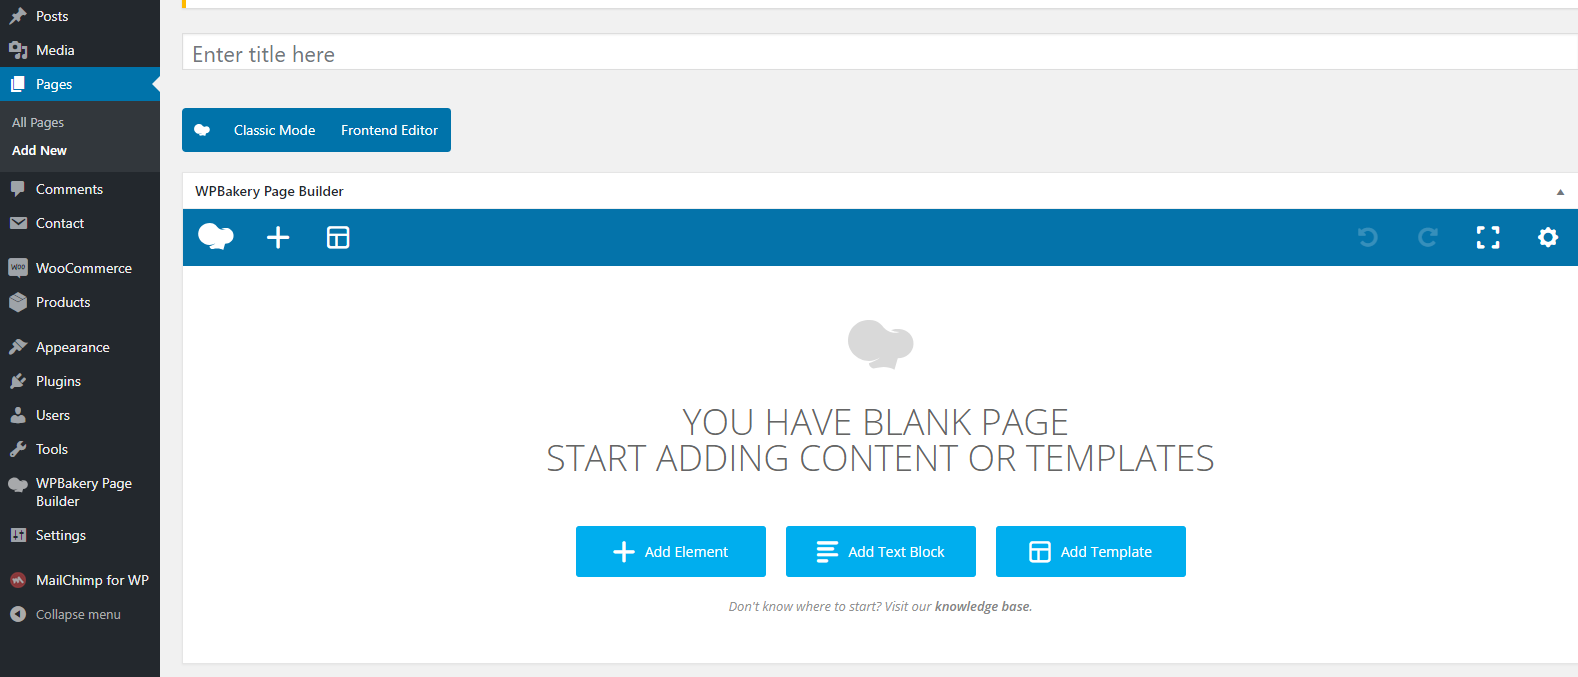 Posts
Media
Pages
All Pages
Add New
Comments
Contact
WOO
WooCommerce
Products
Appearance
Plugins
Users
Tools
WPBakery Page
Builder
Settings
MailChimp for WP
Collapse menu
Enter title here
Classic Mode Frontend Editor
WPBakery Page Builder
YOU HAVE BLANK PAGE
START ADDING CONTENT OR TEMPLATES
Add Element Add Text Block Add Template
Don't know where to start? Visit our knowledge base.